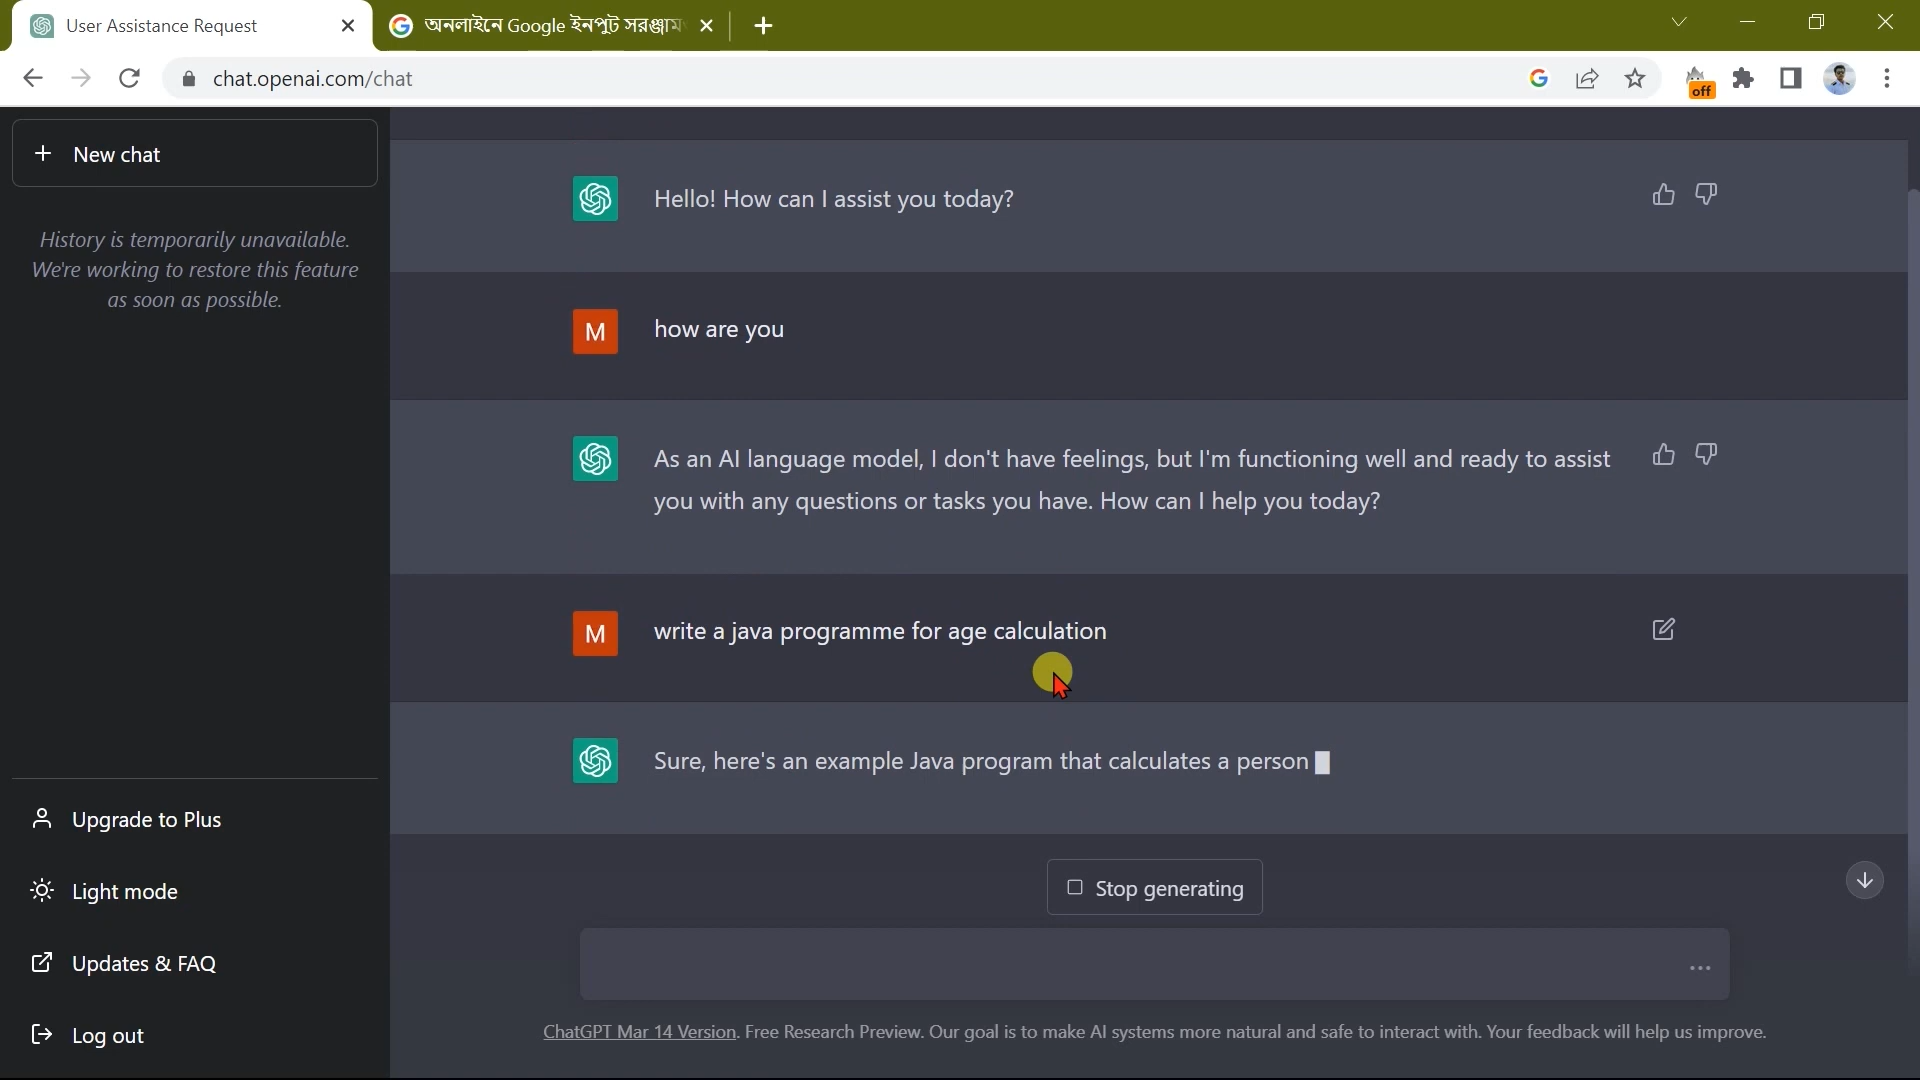 User Assistance Request
অনলাইনে Google ইনপুট সরঞ্জাম
chat.openai.com/chat
off
New chat
History is temporarily unavailable.
We're working to restore this feature
as soon as possible.
Hello! How can I assist you today?
M
how are you
As an AI language model, I don't have feelings, but I'm functioning well and ready to assist
you with any questions or tasks you have. How can I help you today?
M
write a java programme for age calculation
Sure, here's an example Java program that calculates a person
Stop generating
Upgrade to Plus
Light mode
Updates & FAQ
Log out
ChatGPT Mar 14 Version. Free Research Preview. Our goal is to make AI systems more natural and safe to interact with. Your feedback will help us improve.